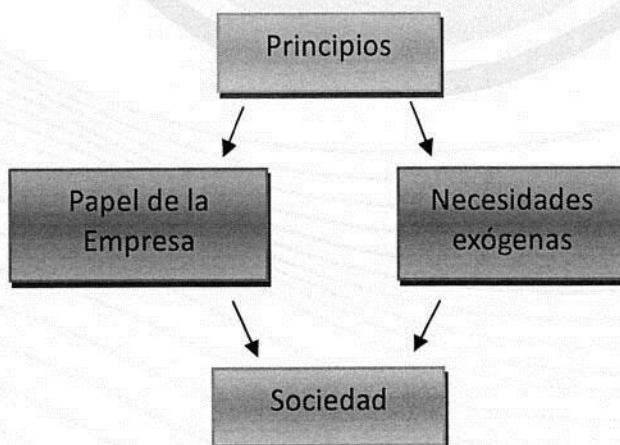 Principios
Papel de la
Empresa
Necesidades
exógenas
Sociedad